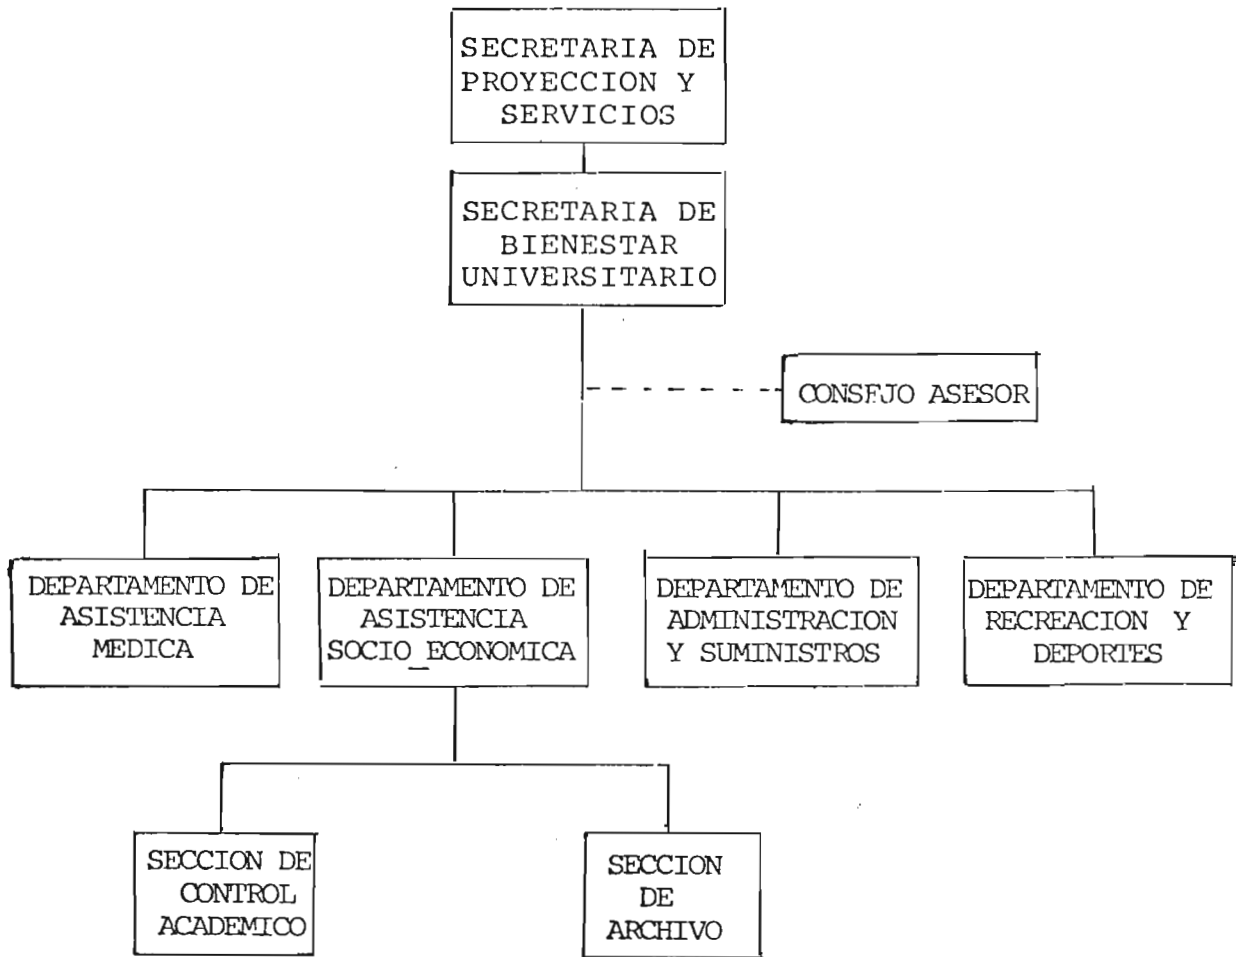 SECRETARIA DE
PROYECCION Y
SERVICIOS
SECRETARIA DE
BIENESTAR
UNIVERSITARIO
CONSEJO ASESOR
DEPARTAMENTO DE
ASISTENCIA
MEDICA
DEPARTAMENTO DE
ASISTENCIA
SOCIO_ECONOMICA
DEPARTAMENTO DE
ADMINISTRACION
Y SUMINISTROS
DEPARTAMENTO DE
RECREACION Y
DEPORTES
SECCION DE
CONTROL
ACADEMICO
SECCION
DE
ARCHIVO